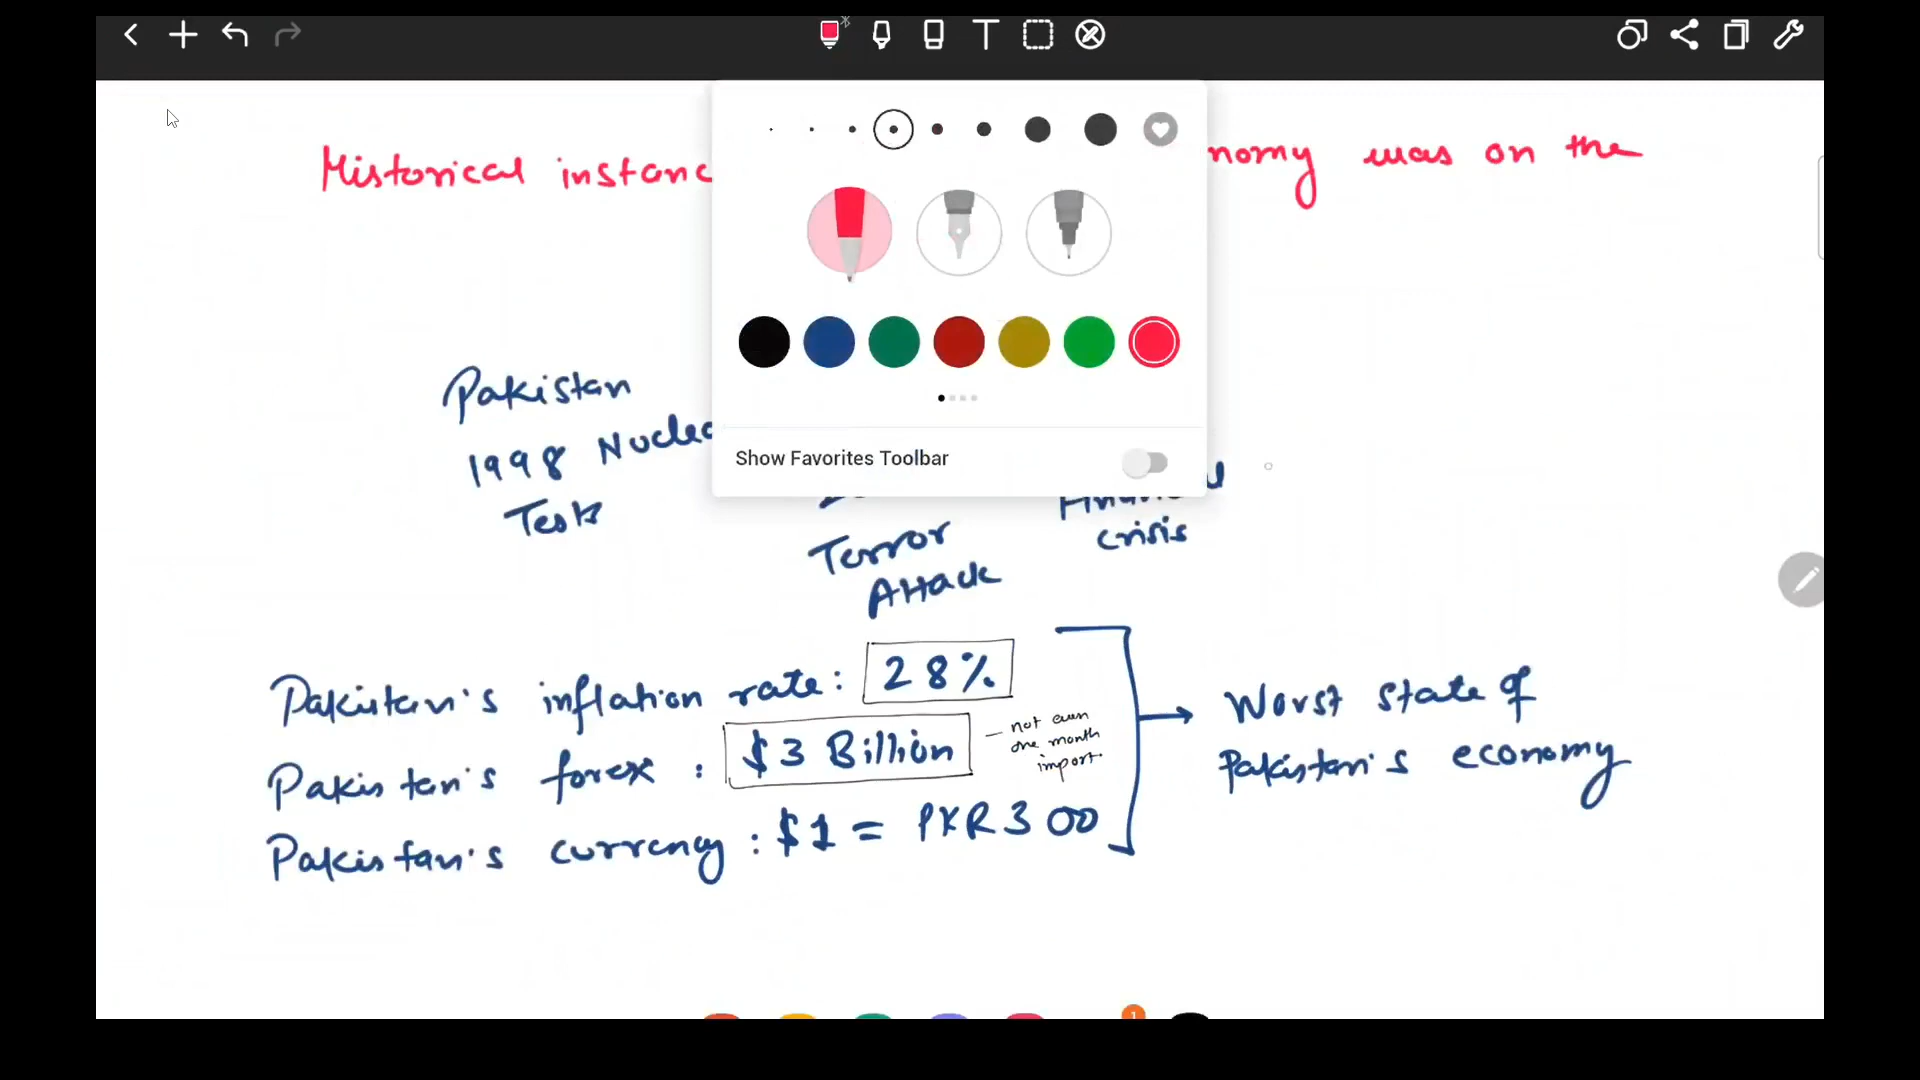 Historical instanc nomy was on the
Show Favorites Toolbar
Pakistan
1998 Nuclea
Tests
Terror
Attack
Financial
crisis
Pakistan's inflation rate: 28%
Pakistan's forex : $3 Billion
– not even
one month
import
Pakistan's currency : $1 = PKR 300
Worst state of
Pakistan's economy
1